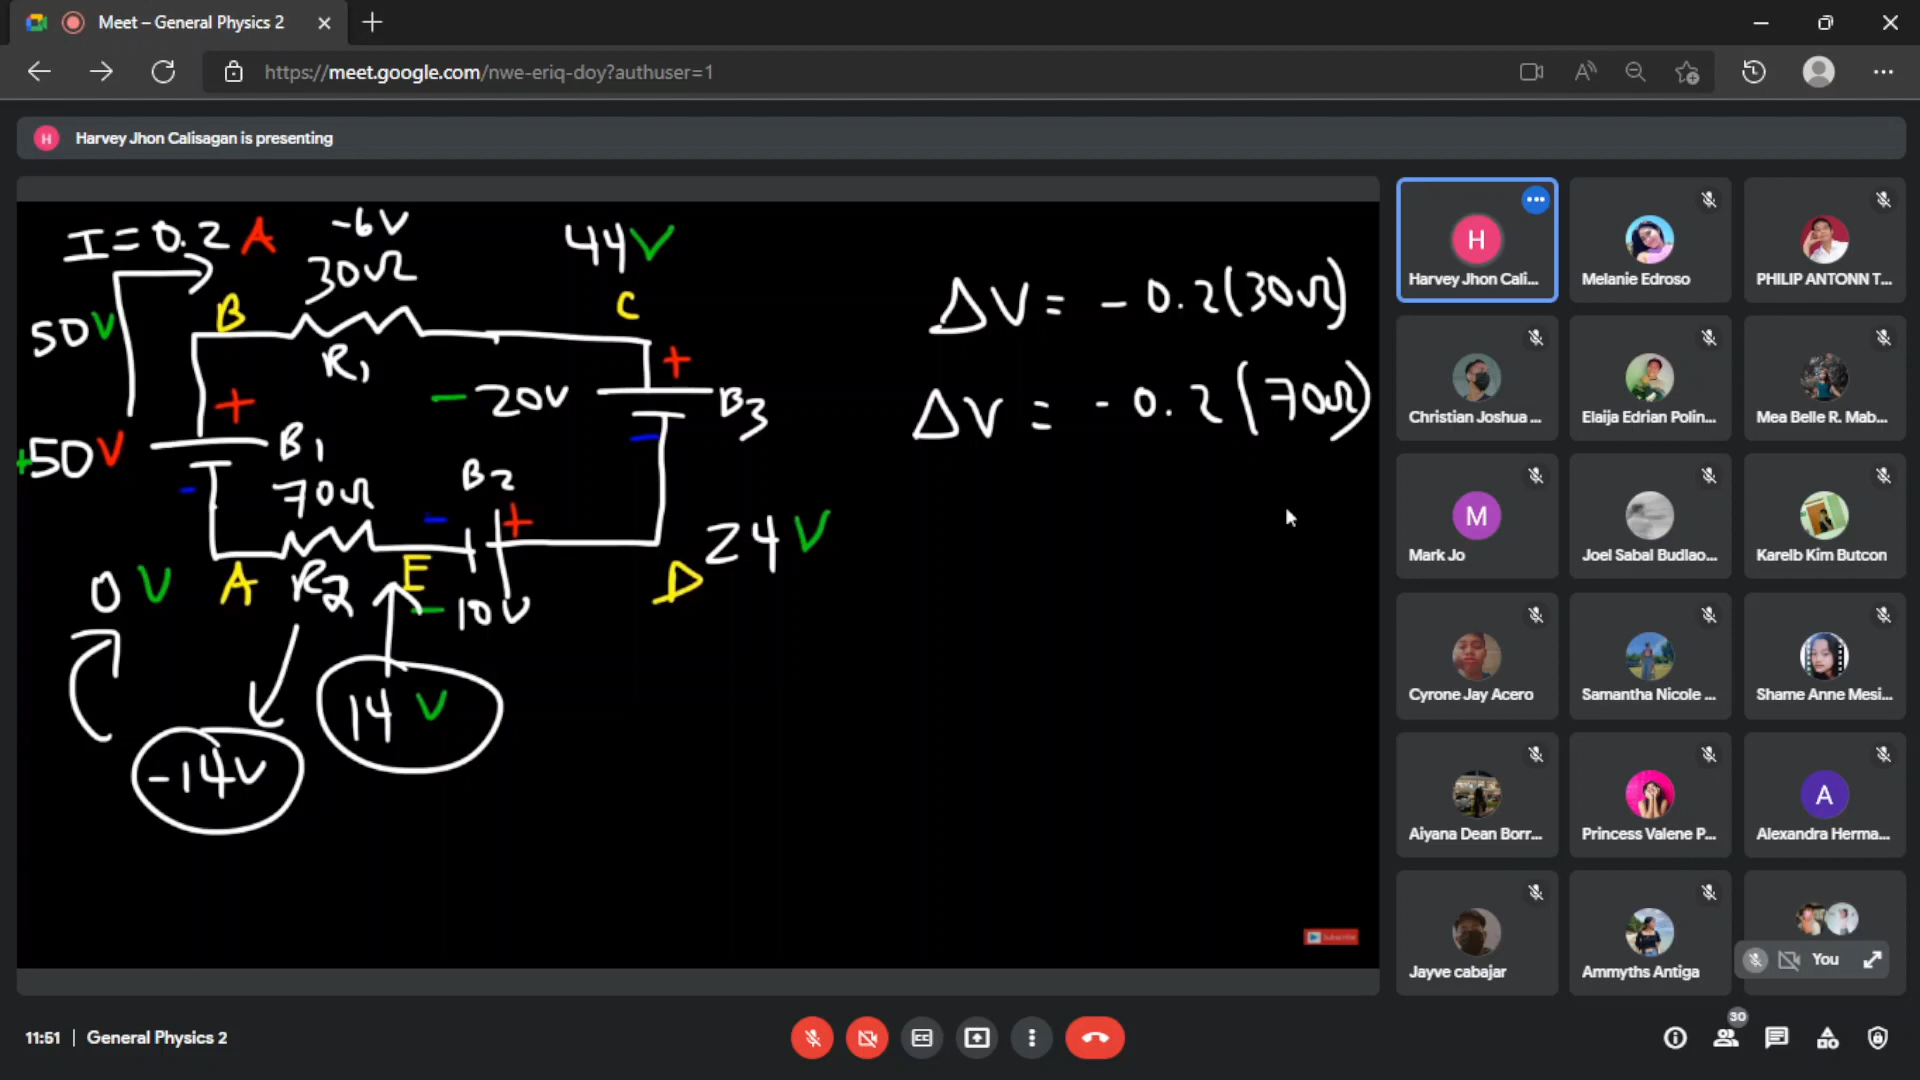 Meet – General Physics 2
https://meet.google.com/nwe-eriq-doy?authuser=1
H
Harvey Jhon Calisagan is presenting
I = 0.2 A
-6V
30Ω
44V
B
C
50V
R1
+
- 20V
B3
+
+50V
B1
-
-
70Ω
B2
-
+
24 V
0 V
A
R2
E
- 10V
D
14 V
-14V
ΔV = - 0.2(30Ω)
ΔV = - 0.2 (70Ω)
Subscribe
H
Harvey Jhon Cali...
Melanie Edroso
PHILIP ANTONN T...
Christian Joshua ...
Elaija Edrian Polin...
Mea Belle R. Mab...
M
Mark Jo
Joel Sabal Budlao...
Karelb Kim Butcon
Cyrone Jay Acero
Samantha Nicole ...
Shame Anne Mesi...
Aiyana Dean Borr...
Princess Valene P...
A
Alexandra Herma...
Jayve cabajar
Ammyths Antiga
You
11:51 | General Physics 2
CC
30